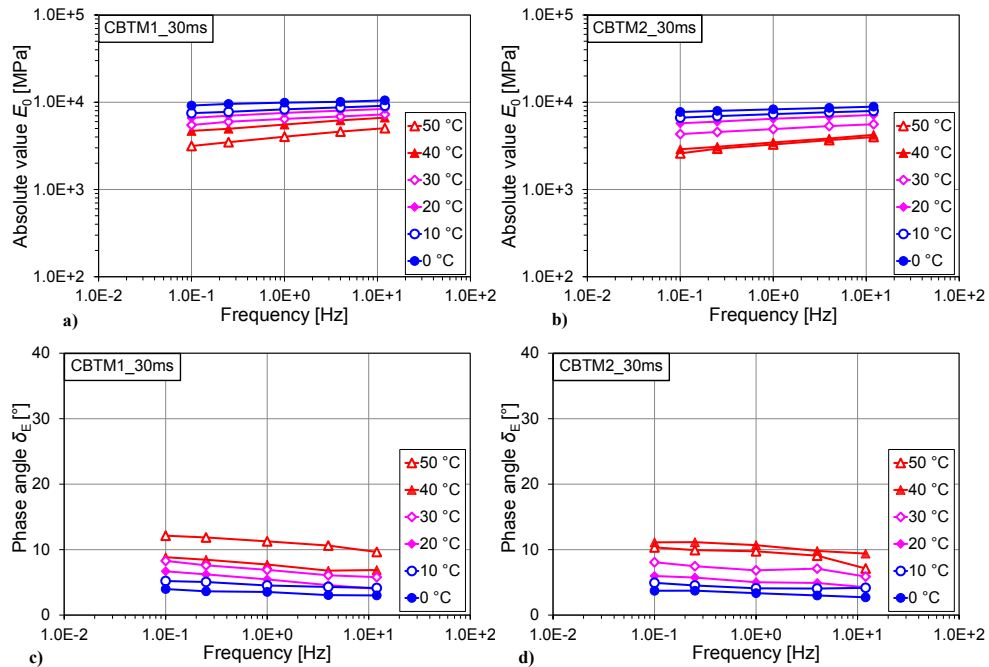 CBTM1_30ms
Absolute value E₀ [MPa]
1.0E+5
1.0E+4
1.0E+3
1.0E+2
50 °C
40 °C
30 °C
20 °C
10 °C
0 °C
1.0E-2 1.0E-1 1.0E+0 1.0E+1 1.0E+2
Frequency [Hz]
a)
CBTM2_30ms
Absolute value E₀ [MPa]
1.0E+5
1.0E+4
1.0E+3
1.0E+2
50 °C
40 °C
30 °C
20 °C
10 °C
0 °C
1.0E-2 1.0E-1 1.0E+0 1.0E+1 1.0E+2
Frequency [Hz]
b)
CBTM1_30ms
Phase angle δE [°]
40
30
20
10
0
50 °C
40 °C
30 °C
20 °C
10 °C
0 °C
1.0E-2 1.0E-1 1.0E+0 1.0E+1 1.0E+2
Frequency [Hz]
c)
CBTM2_30ms
Phase angle δE [°]
40
30
20
10
0
50 °C
40 °C
30 °C
20 °C
10 °C
0 °C
1.0E-2 1.0E-1 1.0E+0 1.0E+1 1.0E+2
Frequency [Hz]
d)